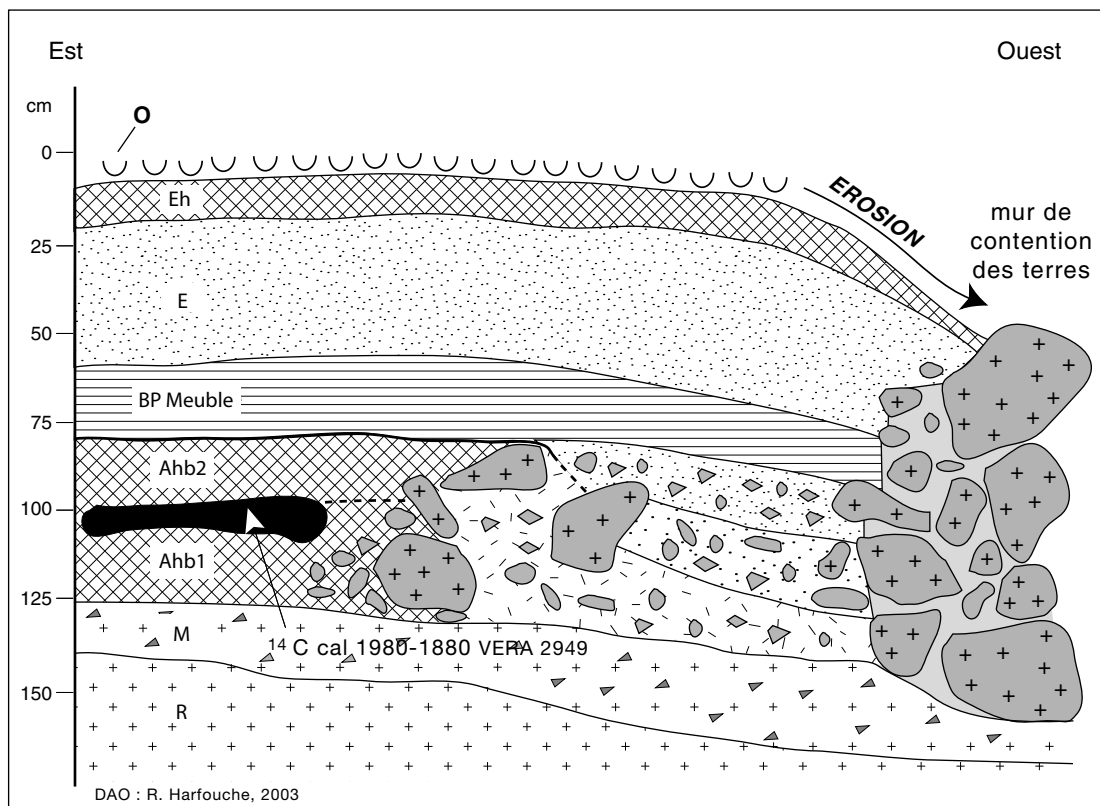 Est
Ouest
cm
O
0
Eh
EROSION
mur de
contention
des terres
25
E
50
BP Meuble
75
Ahb2
100
Ahb1
125
M
14 C cal 1980-1880 VERA 2949
150
R
DAO : R. Harfouche, 2003